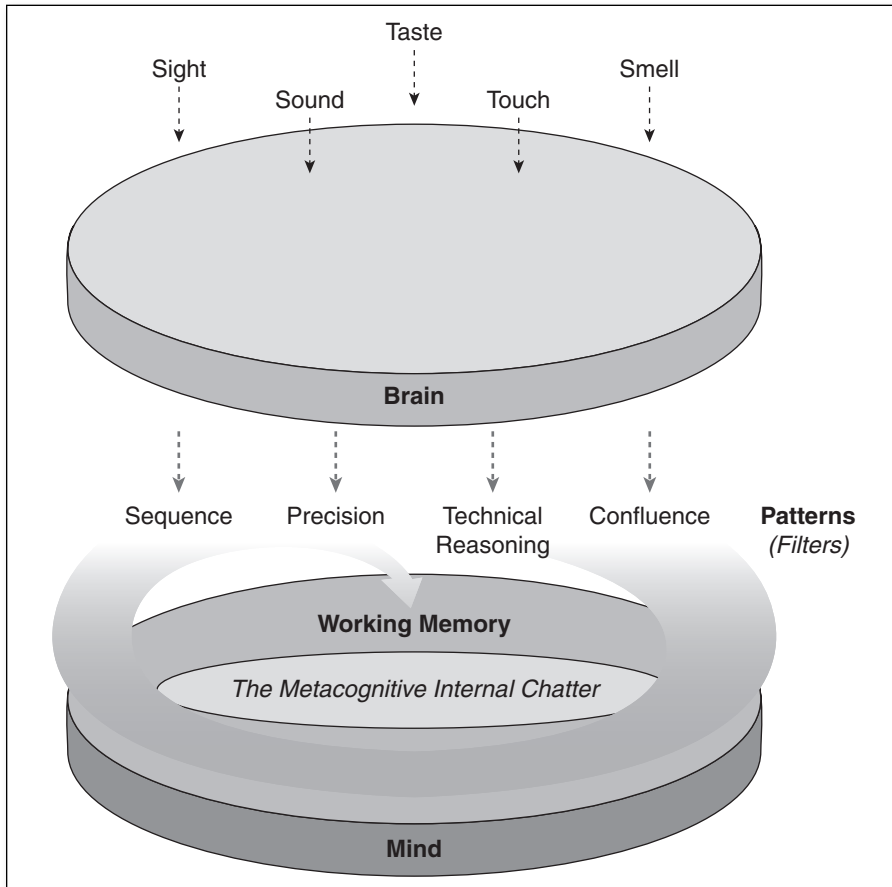 Taste
Sight
Smell
Sound
Touch
Brain
Sequence
Precision
Technical
Reasoning
Confluence
Patterns
(Filters)
Working Memory
The Metacognitive Internal Chatter
Mind